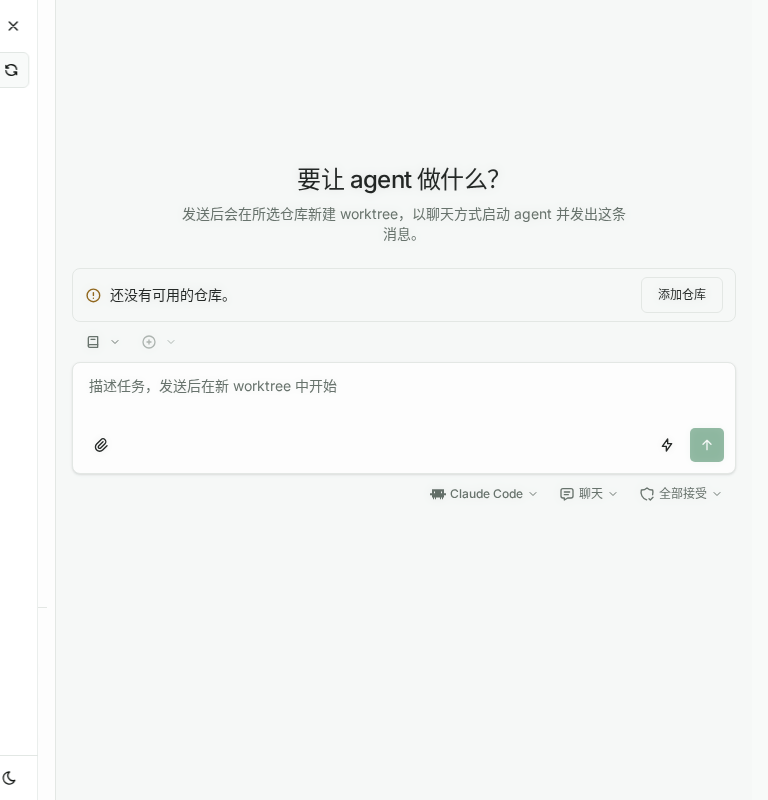 要让 agent 做什么？
发送后会在所选仓库新建 worktree，以聊天方式启动 agent 并发出这条
消息。
还没有可用的仓库。
添加仓库
描述任务，发送后在新 worktree 中开始
Claude Code
聊天
全部接受